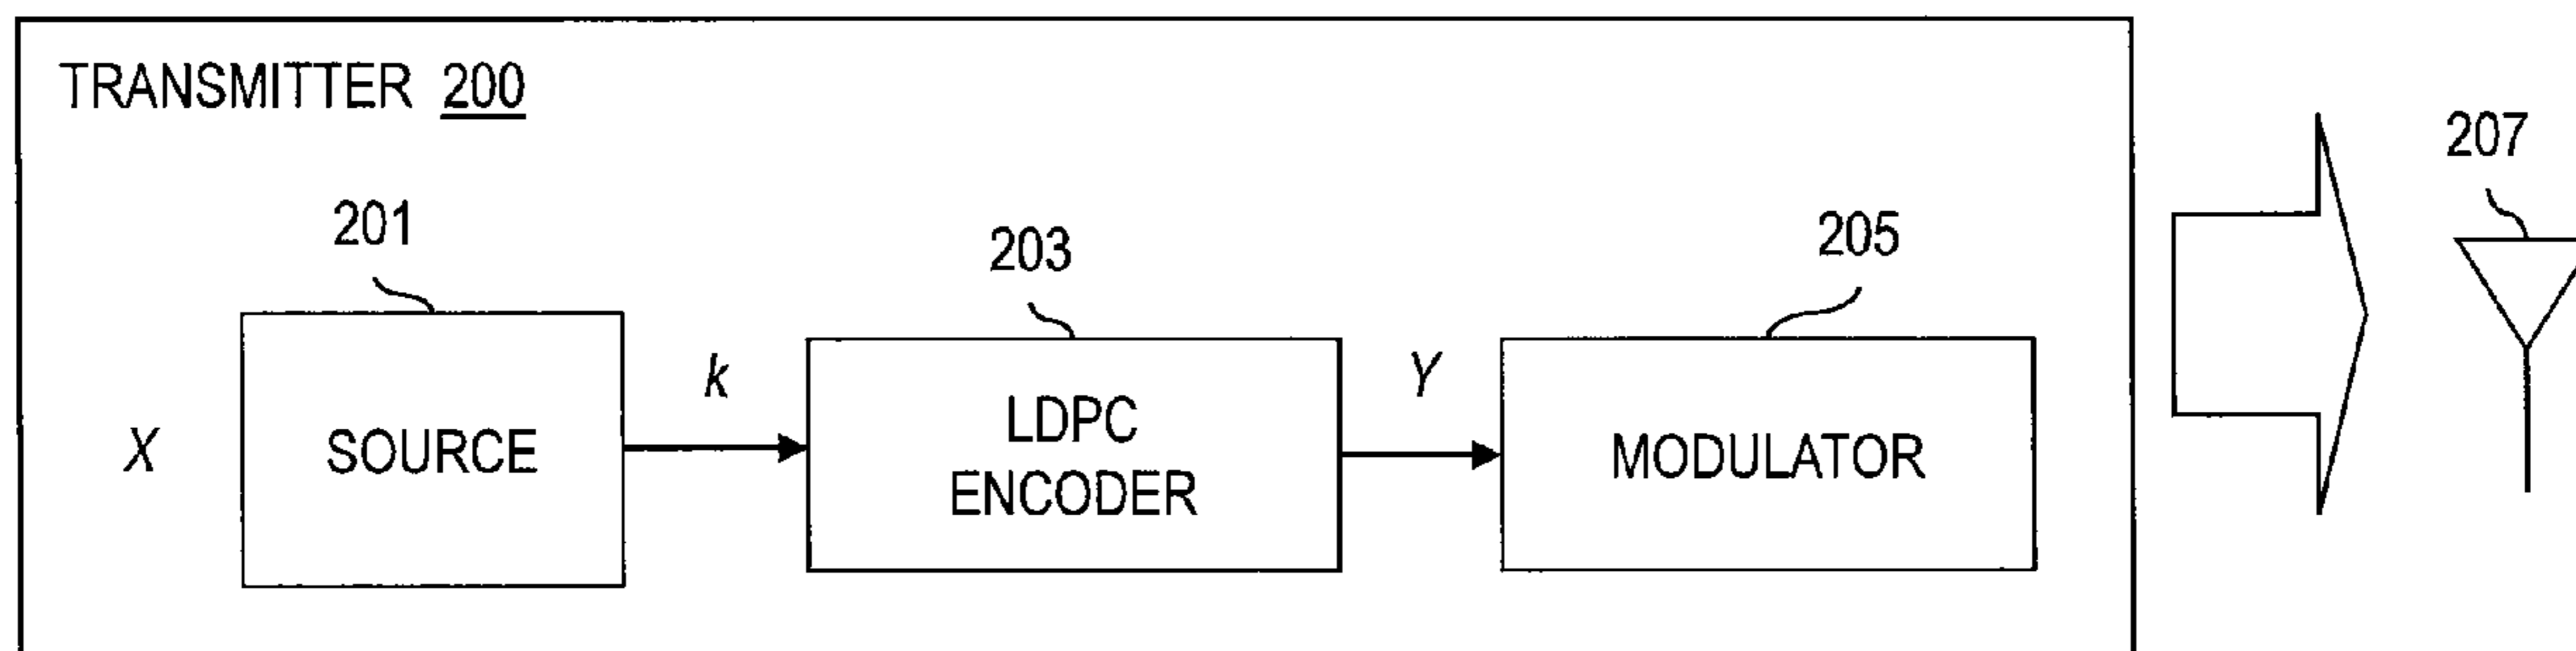 TRANSMITTER 200
207
201
203
205
k
Y
X
SOURCE
LDPC
ENCODER
MODULATOR